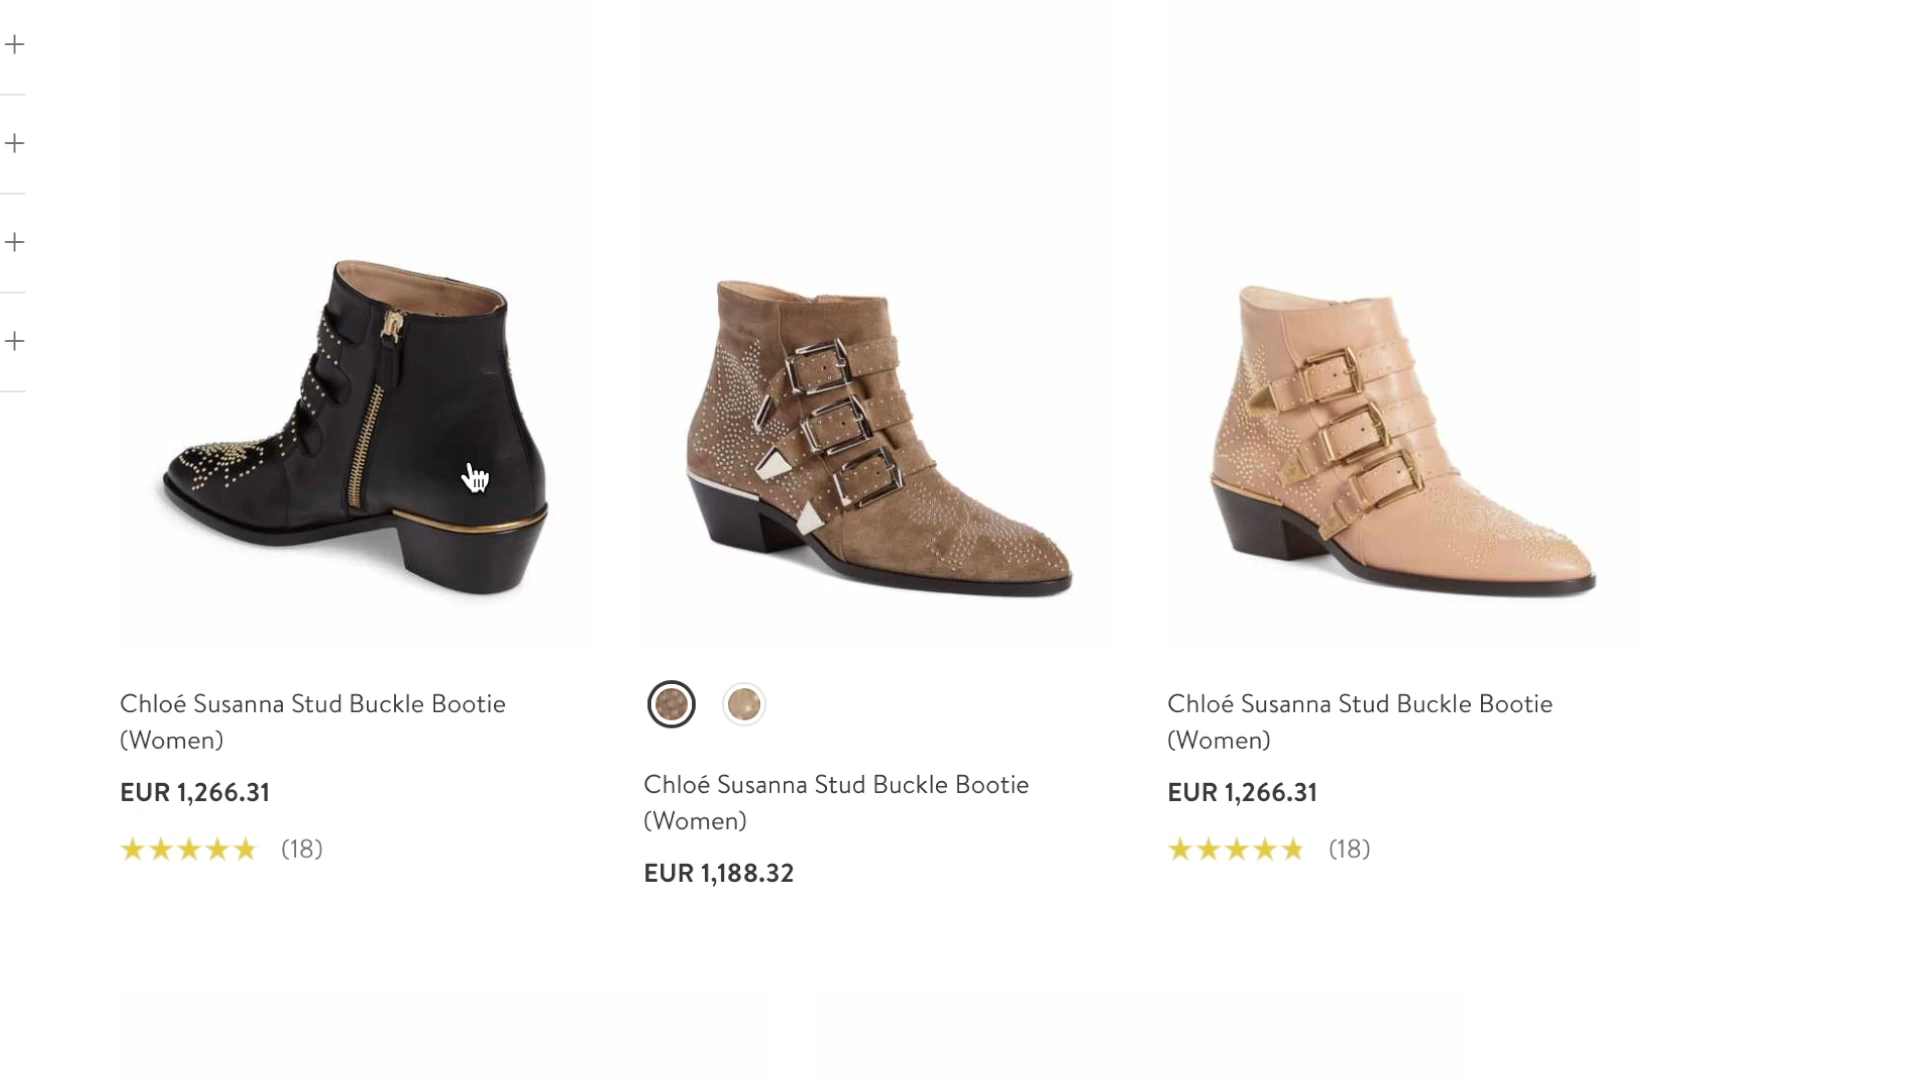 Chloé Susanna Stud Buckle Bootie
(Women)
EUR 1,266.31
(18)
Chloé Susanna Stud Buckle Bootie
(Women)
EUR 1,188.32
Chloé Susanna Stud Buckle Bootie
(Women)
EUR 1,266.31
(18)